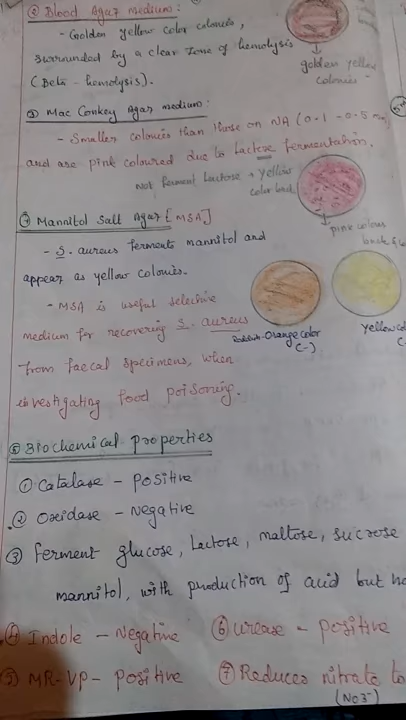 ② Blood Agar medium:
- Golden yellow color colonies,
surrounded by a clear zone of hemolysis
(Beta - hemolysis).
golden yellow
colonies
③ Mac Conkey Agar medium:
- Smaller colonies than those on NA (0.1 - 0.5 mm
and are pink coloured due to Lactose fermentation.
Not ferment Lactose → yellow
color back
pink colous
④ Mannitol Salt Agar [MSA]
- S. aureus ferments mannitol and
appear as yellow colonies.
- MSA is useful selective
medium for recovering S. aureus
from faecal specimens, when
investigating food poisoning.
-Orange color
(-)
Yellow
⑤ Biochemical properties
① Catalase - positive
② Oxidase - Negative
③ Ferment glucose, Lactose, maltose, sucrose
mannitol, with production of acid but
④ Indole - Negative ⑥ Urease - positive
⑤ MR-VP- positive ⑦ Reduces nitrate to
(NO3-)